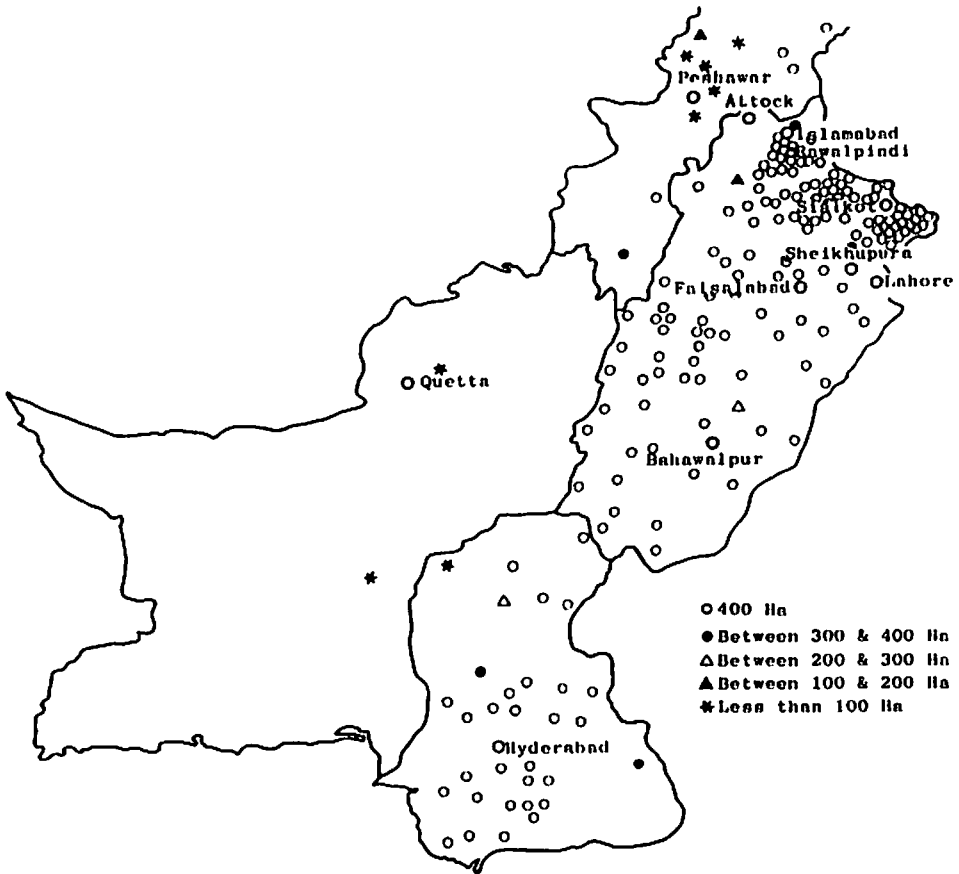 Peshawar
Attock
Islamabad
Rawalpindi
Sialkot
Sheikhupura
Faisalabad
Lahore
Quetta
Bahawalpur
Hyderabad
400 Ha
Between 300 & 400 Ha
Between 200 & 300 Ha
Between 100 & 200 Ha
Less than 100 Ha